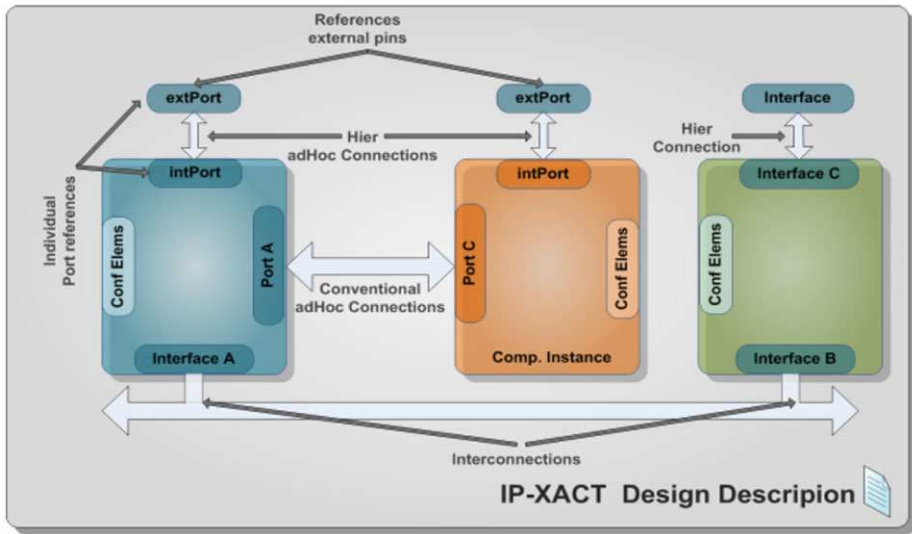 References
external pins
extPort
extPort
Interface
Hier
adHoc Connections
Hier
Connection
intPort
intPort
Interface C
Individual
Port references
Conf Elems
Port A
Port C
Conf Elems
Conf Elems
Conventional
adHoc Connections
Interface A
Comp. Instance
Interface B
Interconnections
IP-XACT Design Descripion